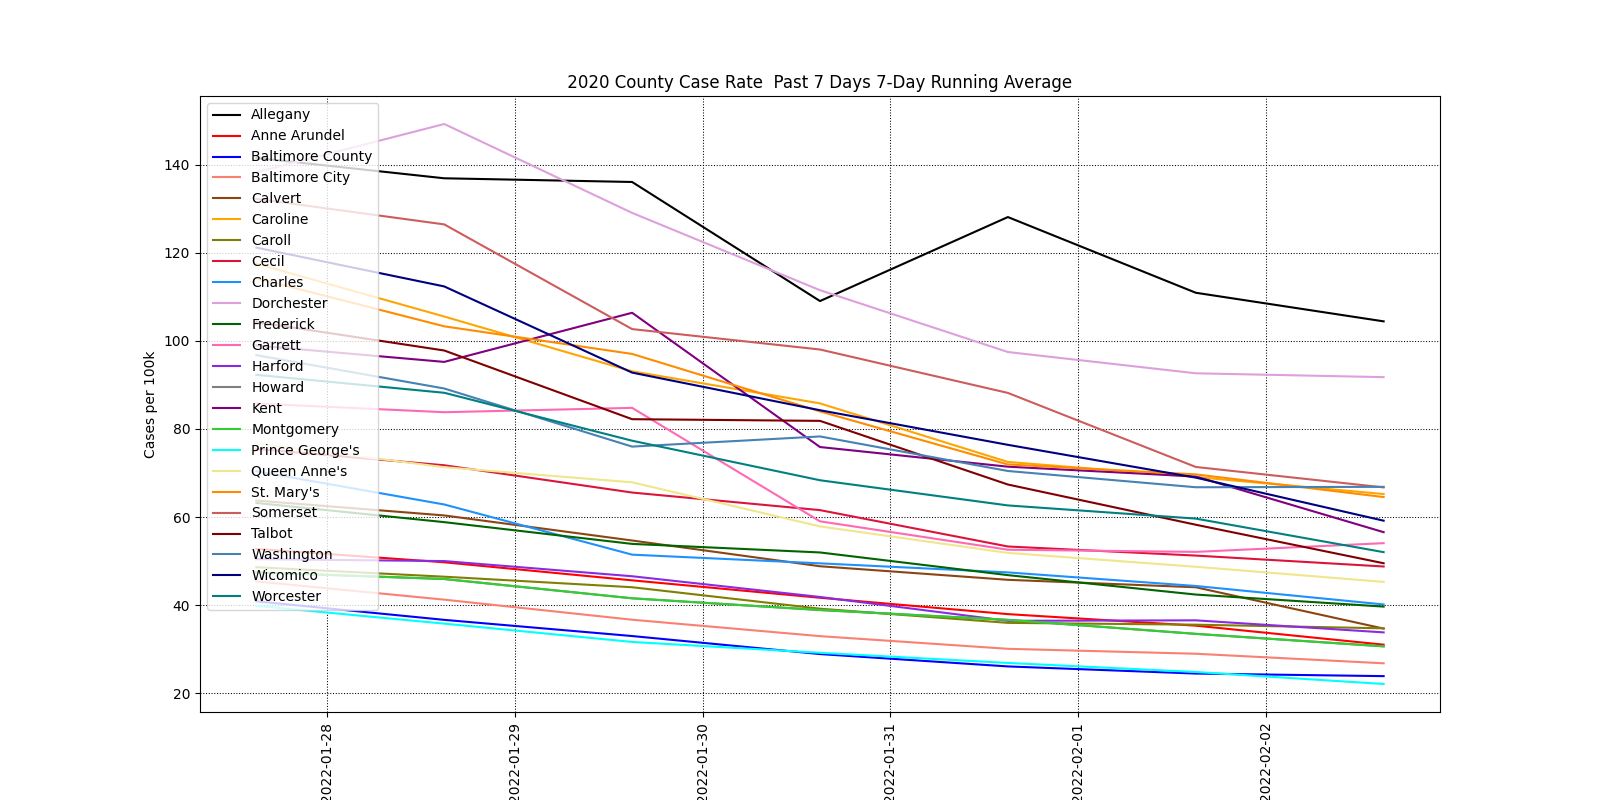 2020 County Case Rate  Past 7 Days 7-Day Running Average
Cases per 100k
140
120
100
80
60
40
20
Allegany
Anne Arundel
Baltimore County
Baltimore City
Calvert
Caroline
Caroll
Cecil
Charles
Dorchester
Frederick
Garrett
Harford
Howard
Kent
Montgomery
Prince George's
Queen Anne's
St. Mary's
Somerset
Talbot
Washington
Wicomico
Worcester
2022-01-28
2022-01-29
2022-01-30
2022-01-31
2022-02-01
2022-02-02